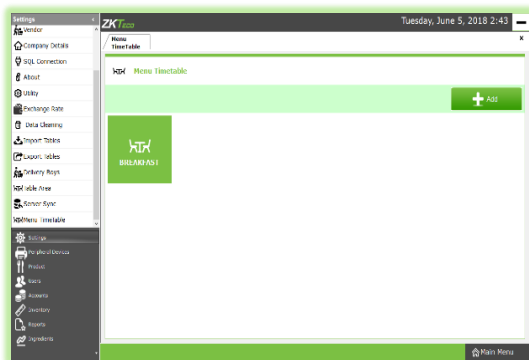 Settings
Vendor
Company Details
SQL Connection
About
Utility
Exchange Rate
Data Cleaning
Import Tables
Export Tables
Delivery Boys
Table Area
Server Sync
Menu Timetable
Settings
Peripheral Devices
Product
Users
Accounts
Inventory
Reports
Ingredients
ZKTeco
Tuesday, June 5, 2018 2:43
Menu
TimeTable
x
Menu Timetable
Add
BREAKFAST
Main Menu